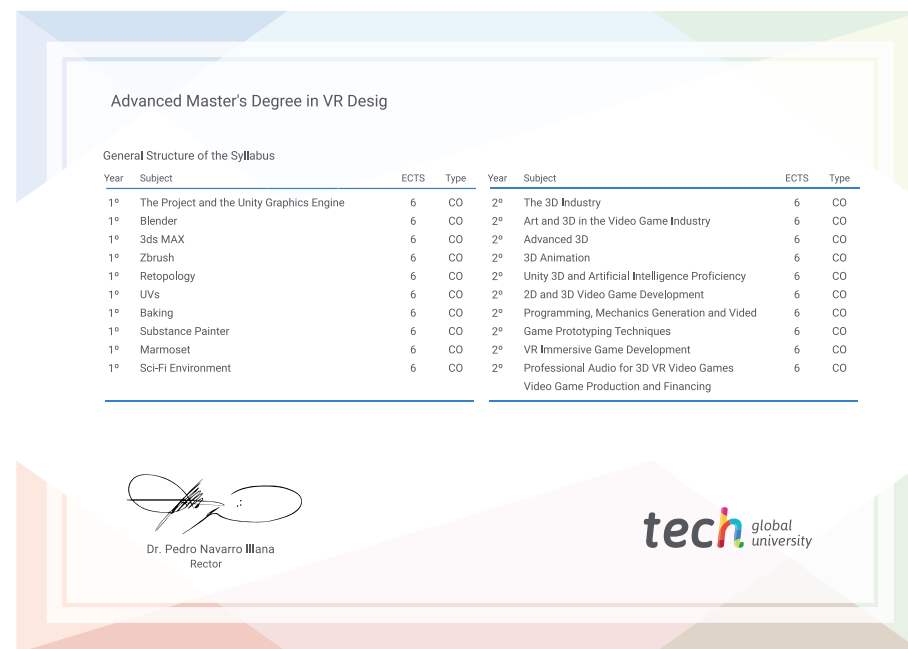 Advanced Master's Degree in VR Desig
General Structure of the Syllabus
Year Subject ECTS Type
1º The Project and the Unity Graphics Engine 6 CO
1º Blender 6 CO
1º 3ds MAX 6 CO
1º Zbrush 6 CO
1º Retopology 6 CO
1º UVs 6 CO
1º Baking 6 CO
1º Substance Painter 6 CO
1º Marmoset 6 CO
1º Sci-Fi Environment 6 CO
Year Subject ECTS Type
2º The 3D Industry 6 CO
2º Art and 3D in the Video Game Industry 6 CO
2º Advanced 3D 6 CO
2º 3D Animation 6 CO
2º Unity 3D and Artificial Intelligence Proficiency 6 CO
2º 2D and 3D Video Game Development 6 CO
2º Programming, Mechanics Generation and Vided 6 CO
2º Game Prototyping Techniques 6 CO
2º VR Immersive Game Development 6 CO
2º Professional Audio for 3D VR Video Games 6 CO
Video Game Production and Financing
Dr. Pedro Navarro Illana
Rector
tech global
university